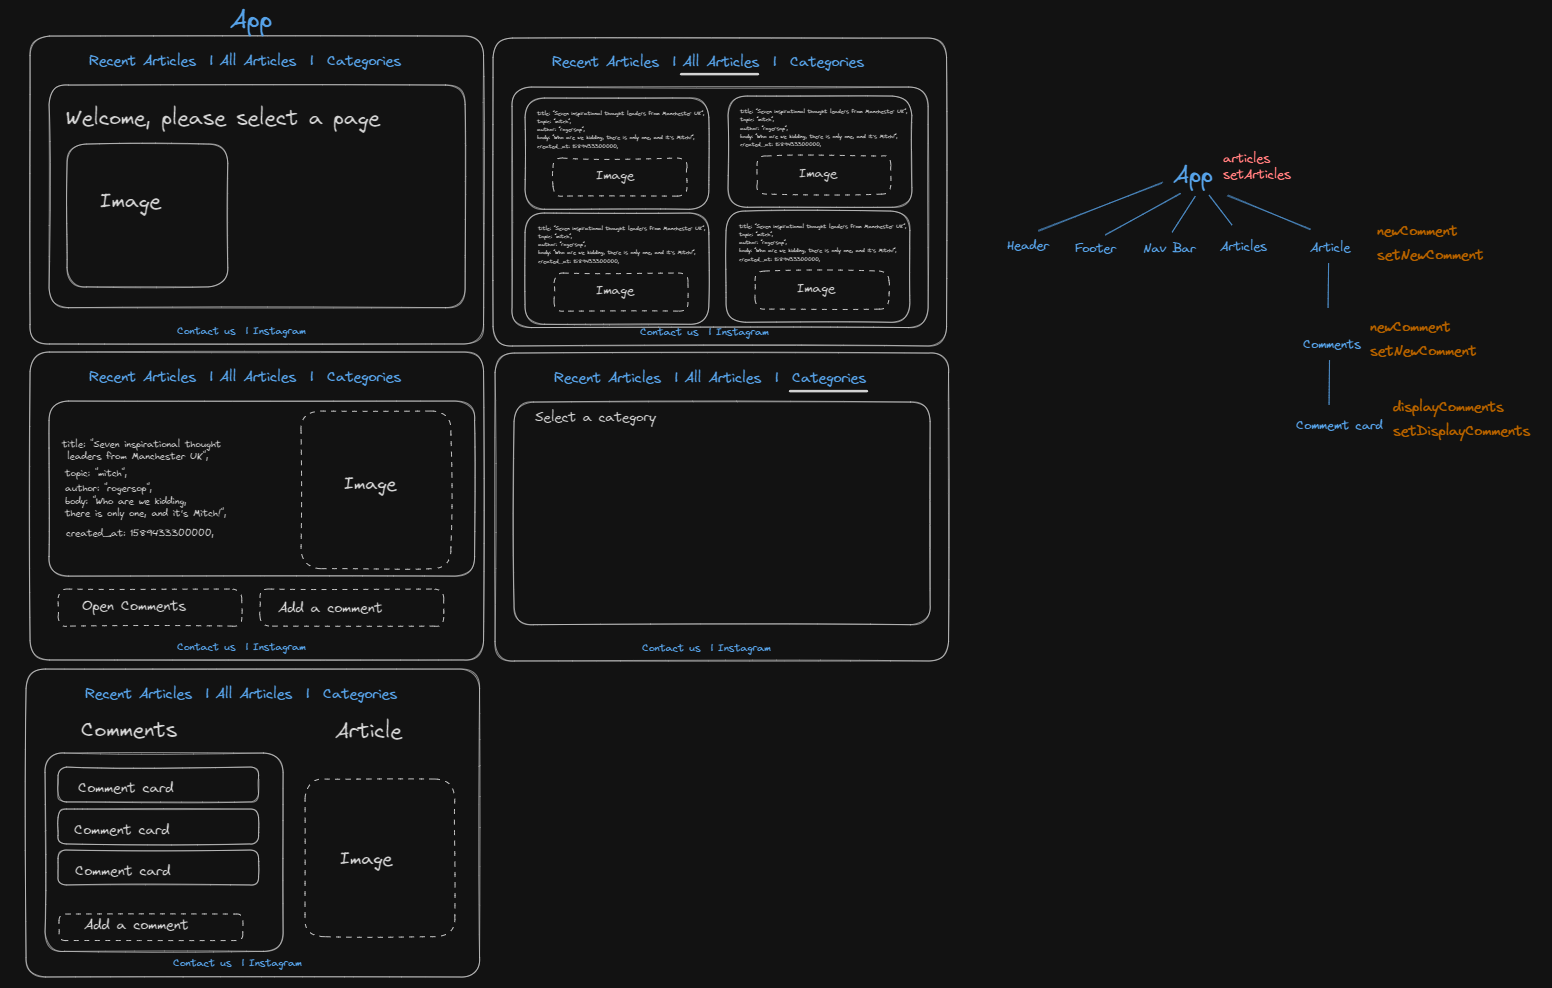 App
Recent Articles | All Articles | Categories
Welcome, please select a page
Image
Contact us | Instagram
Recent Articles | All Articles | Categories
title: "Seven inspirational thought leaders from Manchester UK",
topic: "mitch",
author: "rogersop",
body: "Who are we kidding, there is only one, and it's Mitch!",
created_at: 1589433300000,
Image
title: "Seven inspirational thought leaders from Manchester UK",
topic: "mitch",
author: "rogersop",
body: "Who are we kidding, there is only one, and it's Mitch!",
created_at: 1589433300000,
Image
title: "Seven inspirational thought leaders from Manchester UK",
topic: "mitch",
author: "rogersop",
body: "Who are we kidding, there is only one, and it's Mitch!",
created_at: 1589433300000,
Image
title: "Seven inspirational thought leaders from Manchester UK",
topic: "mitch",
author: "rogersop",
body: "Who are we kidding, there is only one, and it's Mitch!",
created_at: 1589433300000,
Image
Contact us | Instagram
Recent Articles | All Articles | Categories
title: "Seven inspirational thought
leaders from Manchester UK",
topic: "mitch",
author: "rogersop",
body: "Who are we kidding,
there is only one, and it's Mitch!",
created_at: 1589433300000,
Image
Open Comments
Add a comment
Contact us | Instagram
Recent Articles | All Articles | Categories
Select a category
Contact us | Instagram
Recent Articles | All Articles | Categories
Comments
Article
Comment card
Comment card
Comment card
Add a comment
Image
Contact us | Instagram
App
articles
setArticles
Header
Footer
Nav Bar
Articles
Article
newComment
setNewComment
Comments
newComment
setNewComment
Comment card
displayComments
setDisplayComments